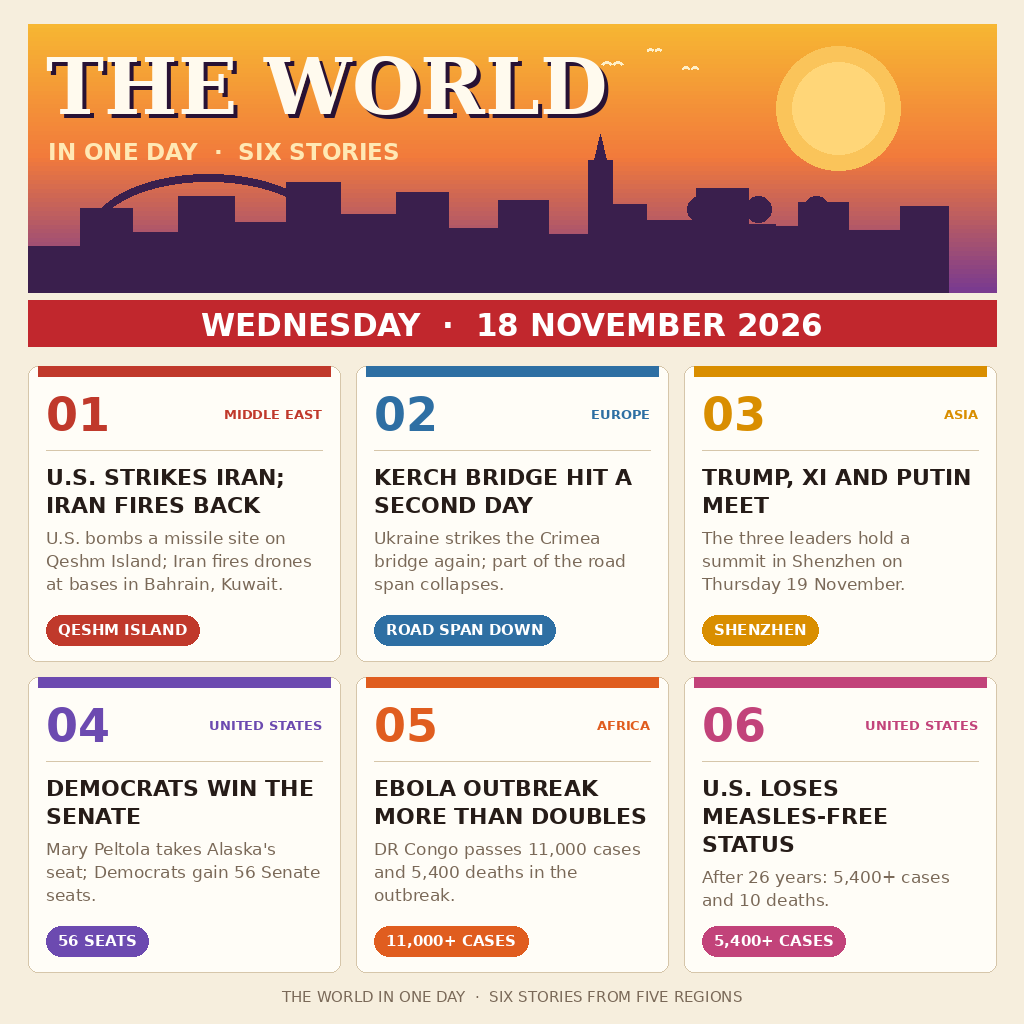 THE WORLD
IN ONE DAY · SIX STORIES
WEDNESDAY · 18 NOVEMBER 2026
01
MIDDLE EAST
U.S. STRIKES IRAN;
IRAN FIRES BACK
U.S. bombs a missile site on
Qeshm Island; Iran fires drones
at bases in Bahrain, Kuwait.
QESHM ISLAND
02
EUROPE
KERCH BRIDGE HIT A
SECOND DAY
Ukraine strikes the Crimea
bridge again; part of the road
span collapses.
ROAD SPAN DOWN
03
ASIA
TRUMP, XI AND PUTIN
MEET
The three leaders hold a
summit in Shenzhen on
Thursday 19 November.
SHENZHEN
04
UNITED STATES
DEMOCRATS WIN THE
SENATE
Mary Peltola takes Alaska's
seat; Democrats gain 56 Senate
seats.
56 SEATS
05
AFRICA
EBOLA OUTBREAK
MORE THAN DOUBLES
DR Congo passes 11,000 cases
and 5,400 deaths in the
outbreak.
11,000+ CASES
06
UNITED STATES
U.S. LOSES
MEASLES-FREE
STATUS
After 26 years: 5,400+ cases
and 10 deaths.
5,400+ CASES
THE WORLD IN ONE DAY · SIX STORIES FROM FIVE REGIONS